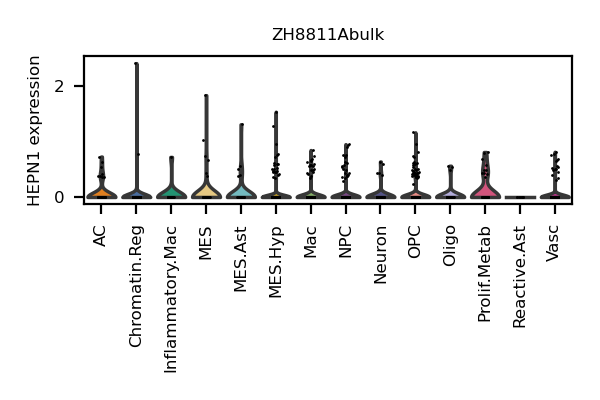 ZH8811Abulk
HEPN1 expression
2
0
AC
Chromatin.Reg
Inflammatory.Mac
MES
MES.Ast
MES.Hyp
Mac
NPC
Neuron
OPC
Oligo
Prolif.Metab
Reactive.Ast
Vasc